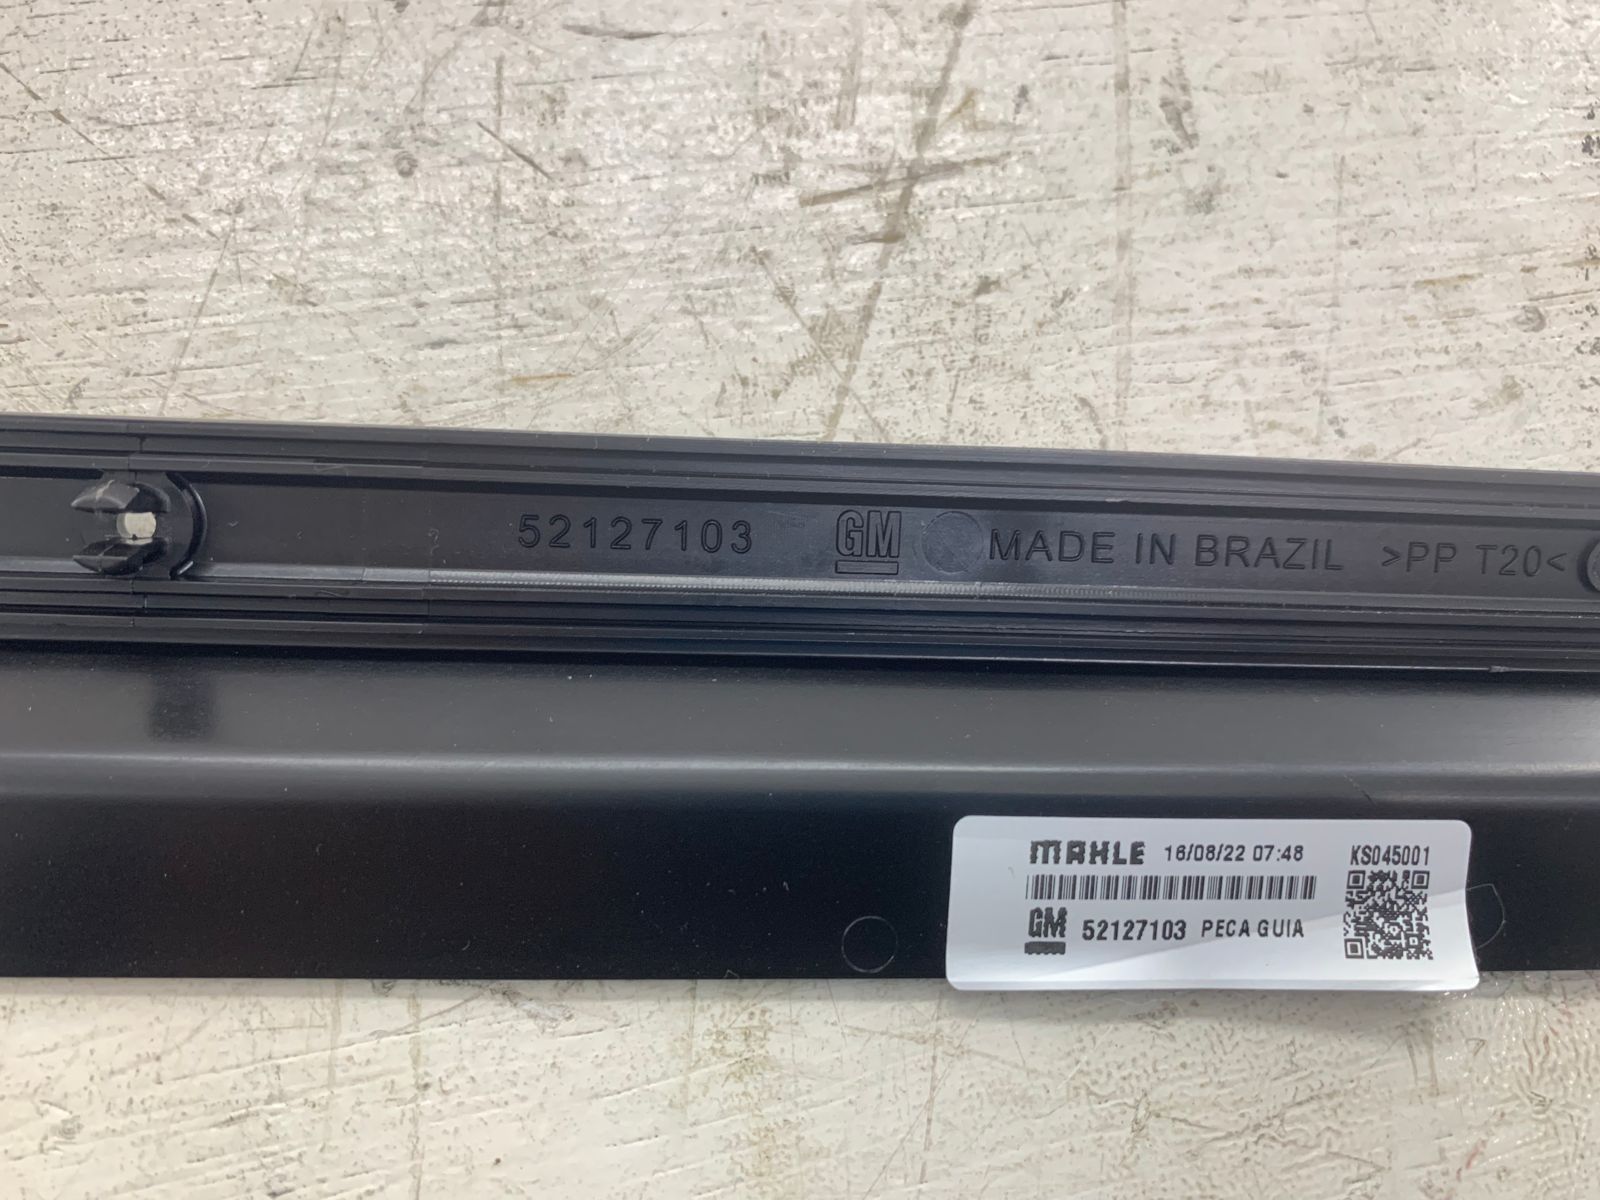 52127103 GM MADE IN BRAZIL >PP T20<
MAHLE 16/08/22 07:48 KS045001
GM 52127103 PECA GUIA